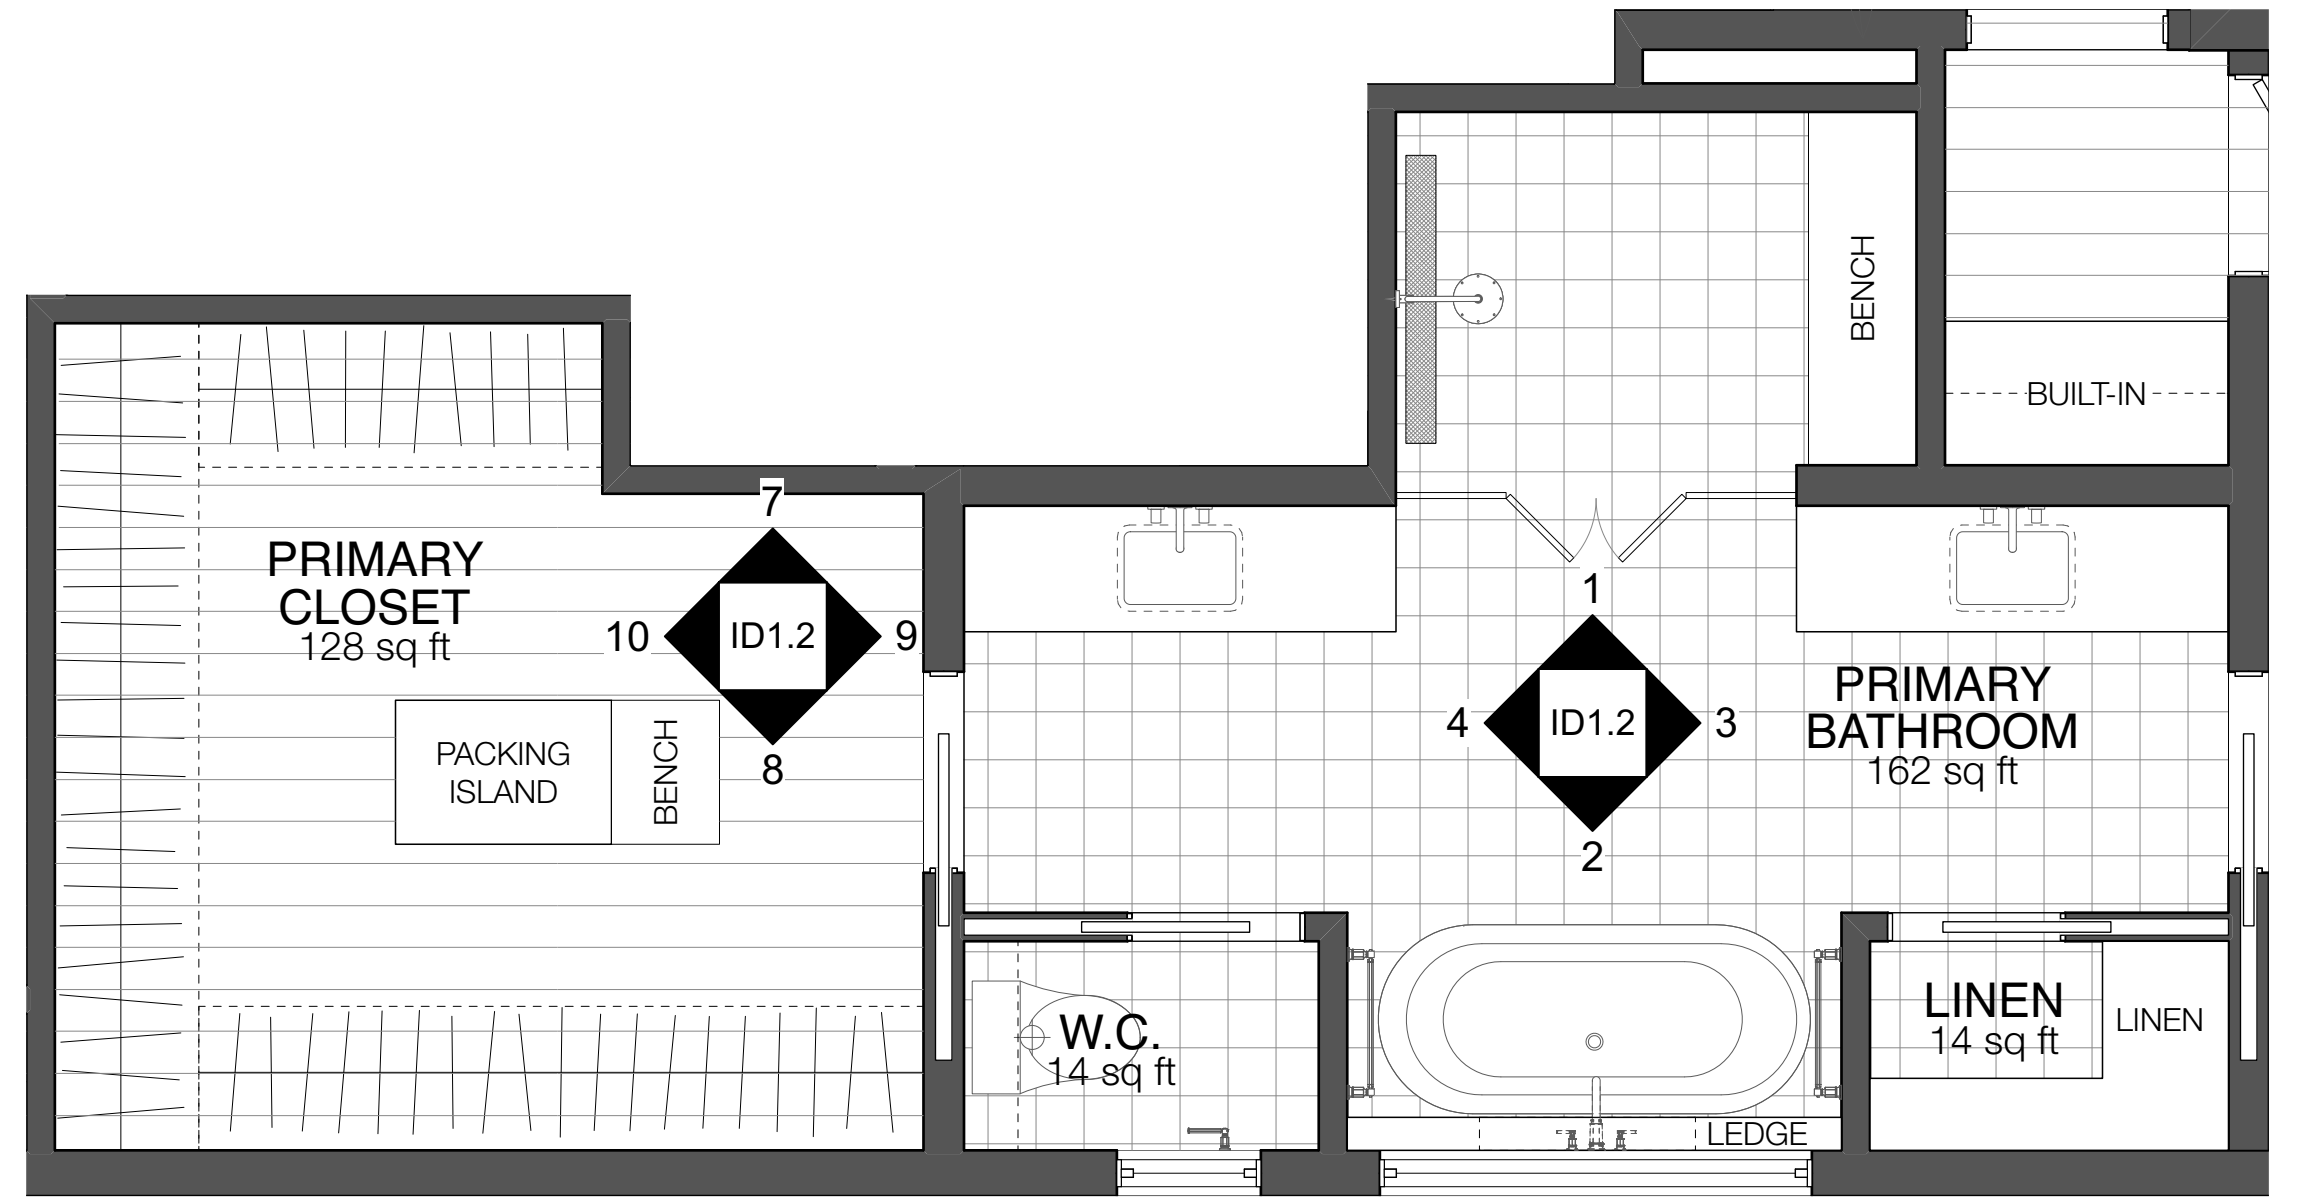 BENCH
BUILT-IN
7
PRIMARY
CLOSET
128 sq ft
10
ID1.2
9
8
PACKING
ISLAND
BENCH
1
4
ID1.2
3
2
PRIMARY
BATHROOM
162 sq ft
W.C.
14 sq ft
LINEN
14 sq ft
LINEN
LEDGE